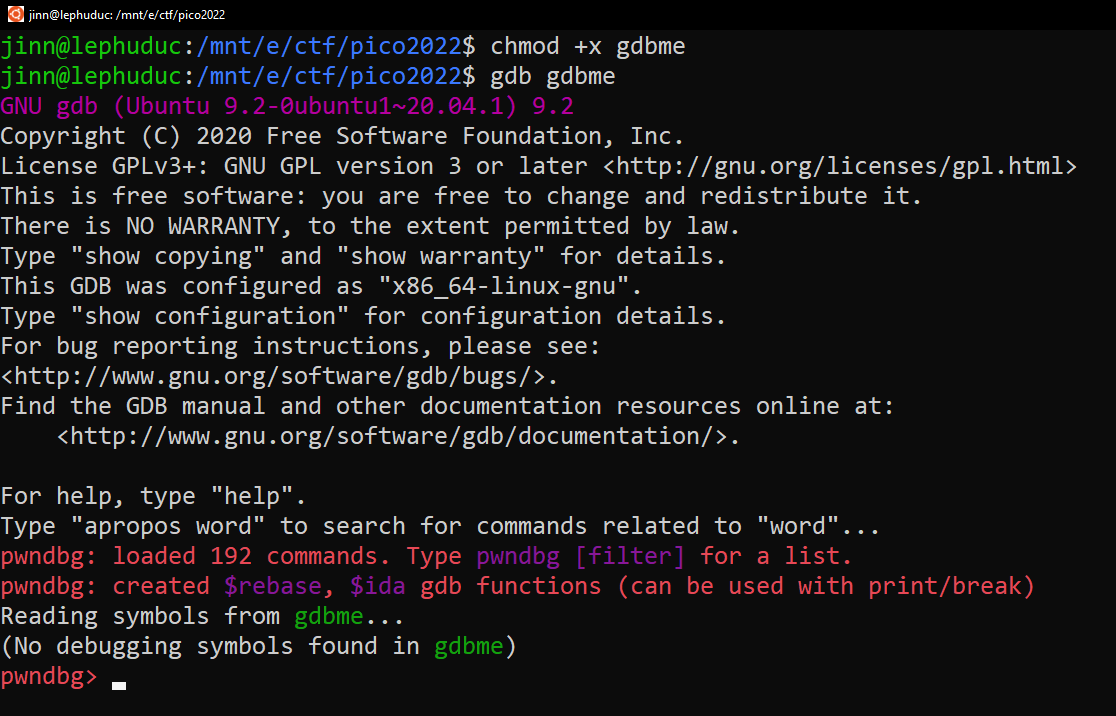 jinn@lephuduc: /mnt/e/ctf/pico2022
jinn@lephuduc:/mnt/e/ctf/pico2022$ chmod +x gdbme
jinn@lephuduc:/mnt/e/ctf/pico2022$ gdb gdbme
GNU gdb (Ubuntu 9.2-0ubuntu1~20.04.1) 9.2
Copyright (C) 2020 Free Software Foundation, Inc.
License GPLv3+: GNU GPL version 3 or later <http://gnu.org/licenses/gpl.html>
This is free software: you are free to change and redistribute it.
There is NO WARRANTY, to the extent permitted by law.
Type "show copying" and "show warranty" for details.
This GDB was configured as "x86_64-linux-gnu".
Type "show configuration" for configuration details.
For bug reporting instructions, please see:
<http://www.gnu.org/software/gdb/bugs/>.
Find the GDB manual and other documentation resources online at:
    <http://www.gnu.org/software/gdb/documentation/>.

For help, type "help".
Type "apropos word" to search for commands related to "word"...
pwndbg: loaded 192 commands. Type pwndbg [filter] for a list.
pwndbg: created $rebase, $ida gdb functions (can be used with print/break)
Reading symbols from gdbme...
(No debugging symbols found in gdbme)
pwndbg>